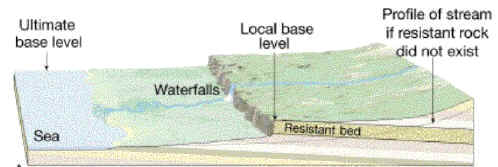 Ultimate
base level
Local base
level
Profile of stream
if resistant rock
did not exist
Waterfalls
Sea
Resistant bed